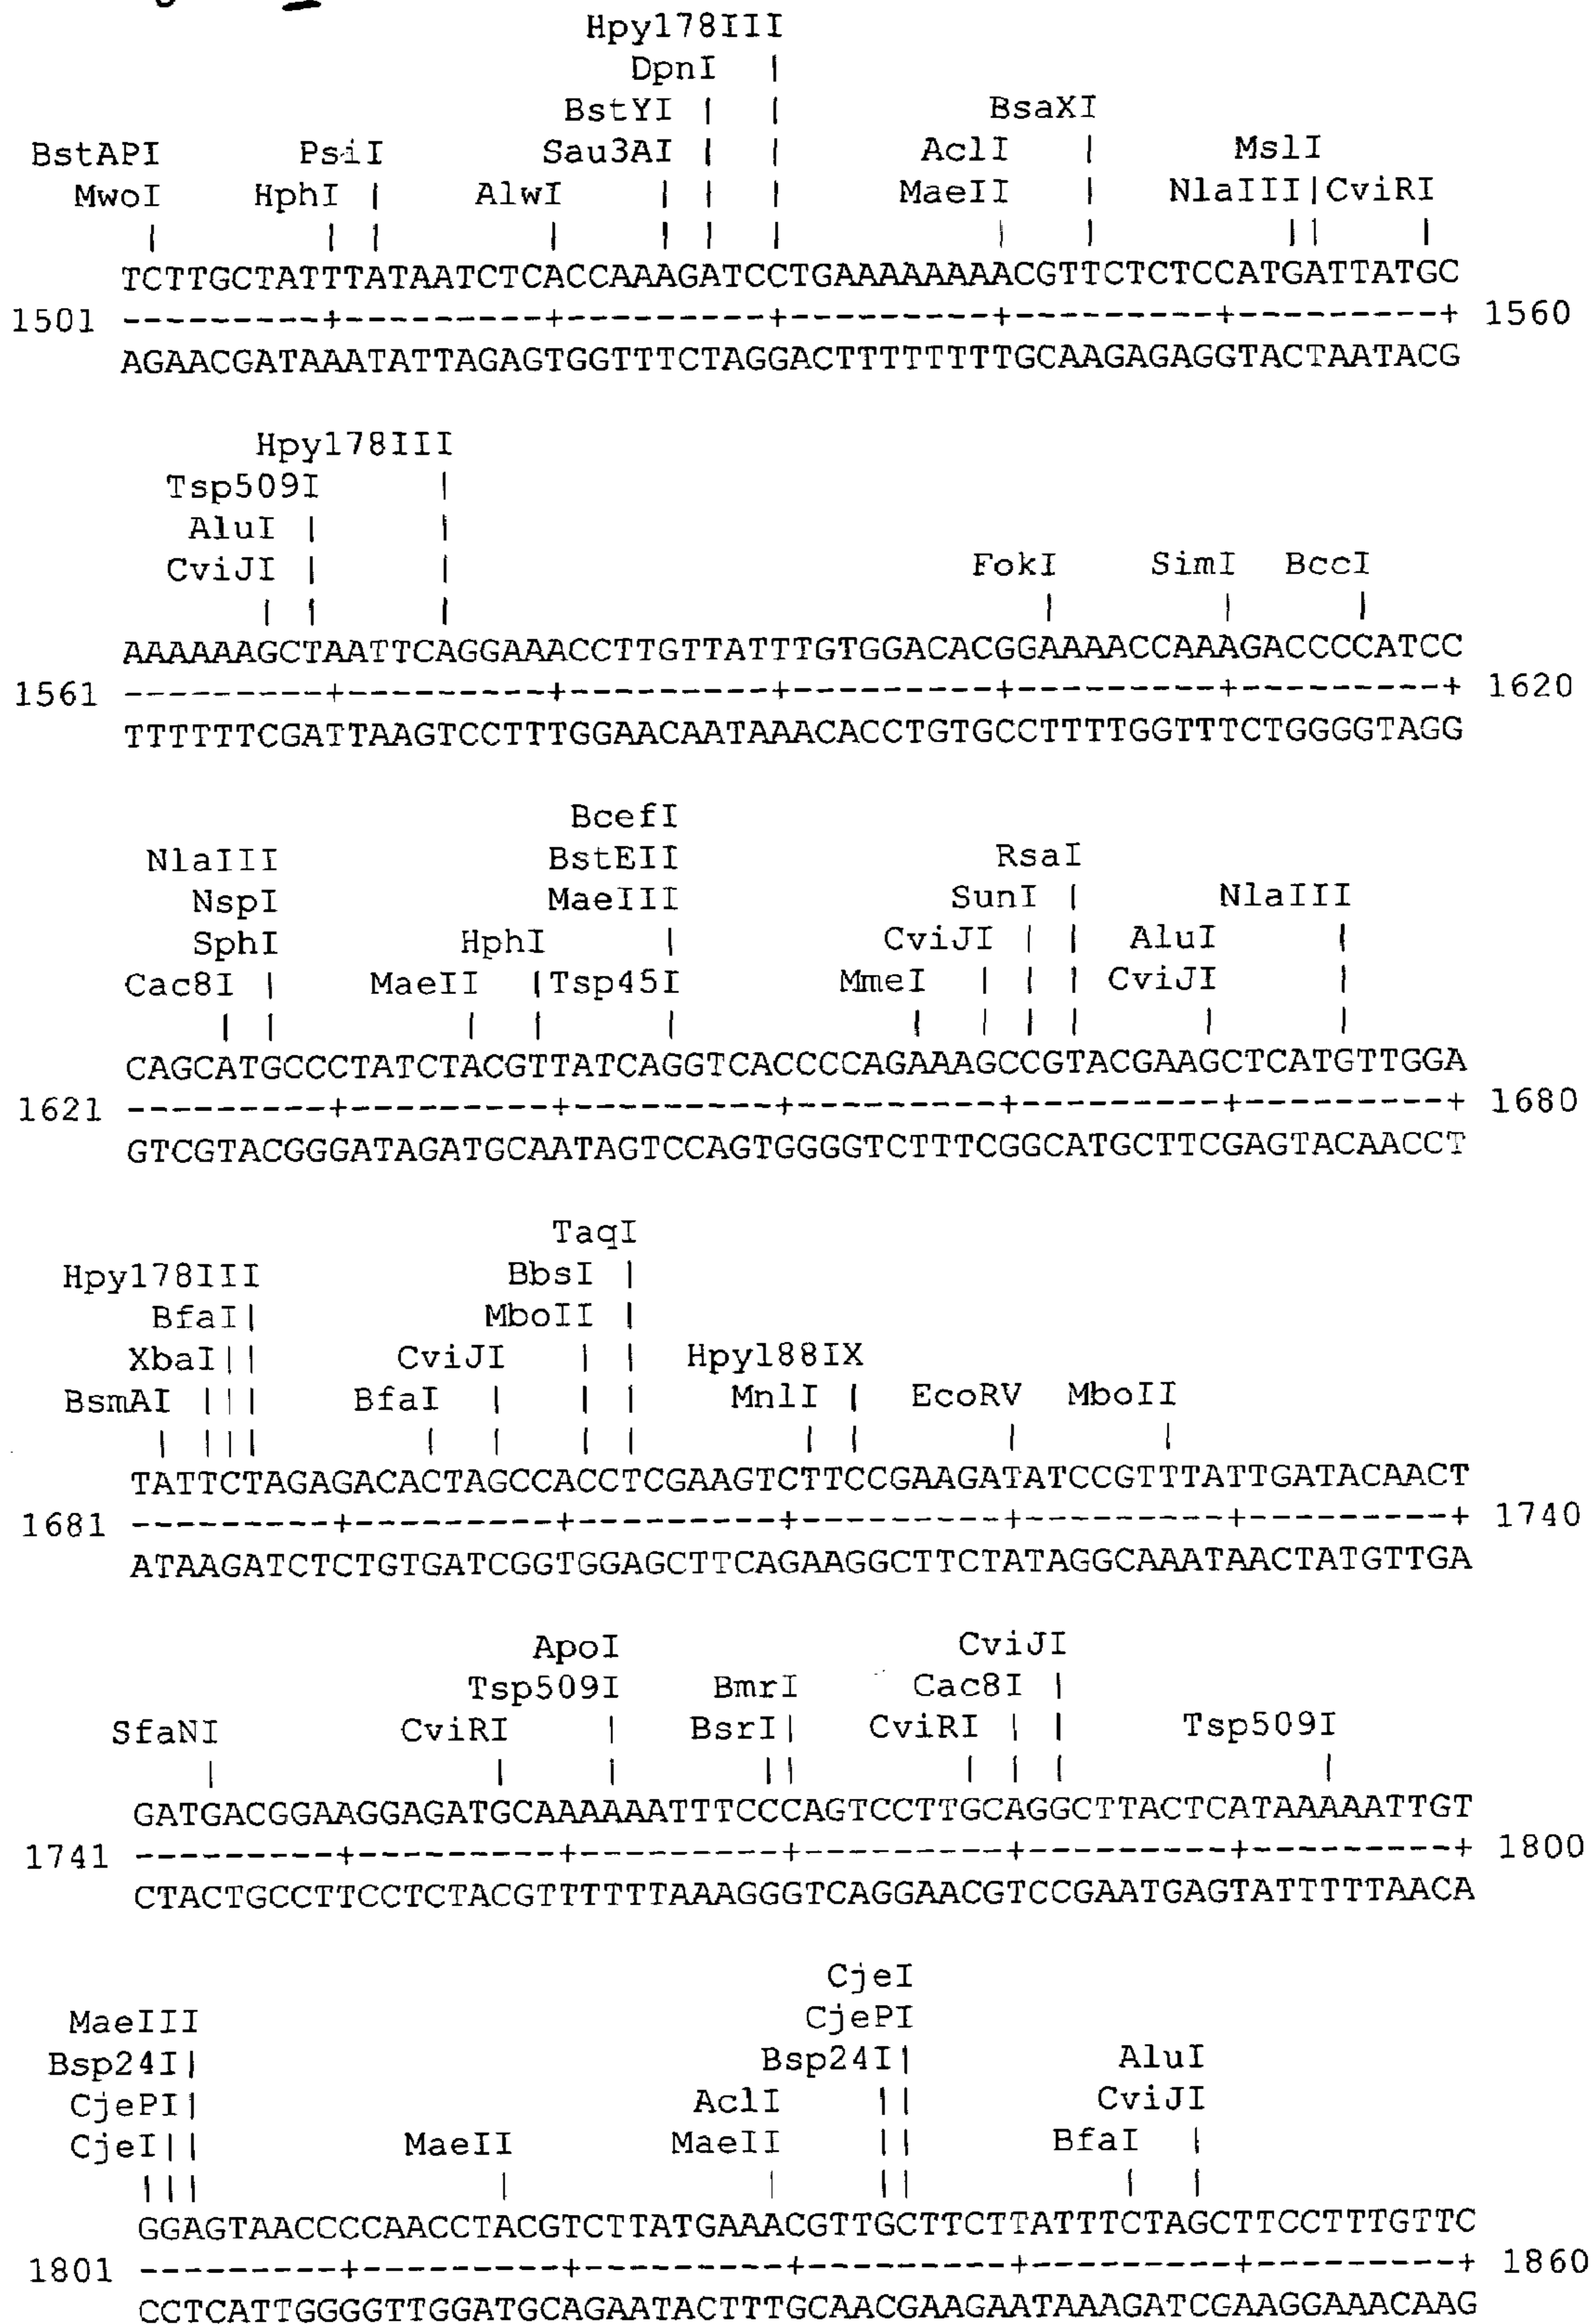 Hpy178III
DpnI |
BstYI | | BsaXI
BstAPI PsiI Sau3AI | | AclI | MslI
MwoI HphI | AlwI | | | MaeII | NlaIII|CviRI
| | | | | | | | | || |
TCTTGCTATTTATAATCTCACCAAAGATCCTGAAAAAAAAACGTTCTCTCCATGATTATGC
1501 ---------+---------+---------+---------+---------+---------+ 1560
AGAACGATAAATATTAGAGTGGTTTCTAGGACTTTTTTTTTGCAAGAGAGGTACTAATACG
Hpy178III
Tsp509I |
AluI | |
CviJI | | FokI SimI BccI
| | | | | |
AAAAAAGCTAATTCAGGAAACCTTGTTATTTGTGGACACGGAAAACCAAAGACCCCATCC
1561 ---------+---------+---------+---------+---------+---------+ 1620
TTTTTTCGATTAAGTCCTTTGGAACAATAAACACCTGTGCCTTTTGGTTTCTGGGGTAGG
BcefI
NlaIII BstEII RsaI
NspI MaeIII SunI | NlaIII
SphI HphI | CviJI | | AluI |
Cac8I | MaeII |Tsp45I MmeI | | | CviJI |
| | | | | | | | | | |
CAGCATGCCCTATCTACGTTATCAGGTCACCCCAGAAAGCCGTACGAAGCTCATGTTGGA
1621 ---------+---------+---------+---------+---------+---------+ 1680
GTCGTACGGGATAGATGCAATAGTCCAGTGGGGTCTTTCGGCATGCTTCGAGTACAACCT
TaqI
Hpy178III BbsI |
BfaI| MboII |
XbaI|| CviJI | | Hpy188IX
BsmAI ||| BfaI | | | MnlI | EcoRV MboII
| ||| | | | | | | | |
TATTCTAGAGACACTAGCCACCTCGAAGTCTTCCGAAGATATCCGTTTATTGATACAACT
1681 ---------+---------+---------+---------+---------+---------+ 1740
ATAAGATCTCTGTGATCGGTGGAGCTTCAGAAGGCTTCTATAGGCAAATAACTATGTTGA
ApoI CviJI
Tsp509I BmrI Cac8I |
SfaNI CviRI | BsrI| CviRI | | Tsp509I
| | | || | | | |
GATGACGGAAGGAGATGCAAAAAATTTCCCAGTCCTTGCAGGCTTACTCATAAAAATTGT
1741 ---------+---------+---------+---------+---------+---------+ 1800
CTACTGCCTTCCTCTACGTTTTTTAAAGGGTCAGGAACGTCCGAATGAGTATTTTTAACA
CjeI
MaeIII CjePI
Bsp24I| Bsp24I| AluI
CjePI| AclI || CviJI
CjeI|| MaeII MaeII || BfaI |
||| | | || | |
GGAGTAACCCCAACCTACGTCTTATGAAACGTTGCTTCTTATTTCTAGCTTCCTTTGTTC
1801 ---------+---------+---------+---------+---------+---------+ 1860
CCTCATTGGGGTTGGATGCAGAATACTTTGCAACGAAGAATAAAGATCGAAGGAAACAAG